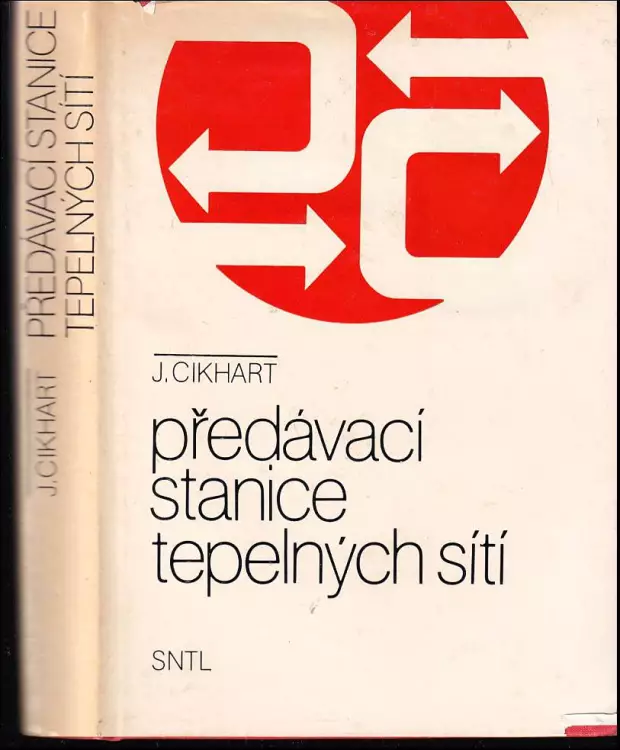 PŘEDÁVACÍ STANICE
TEPELNÝCH SÍTÍ
J. CIKHART
J. CIKHART
předávací
stanice
tepelných sítí
SNTL